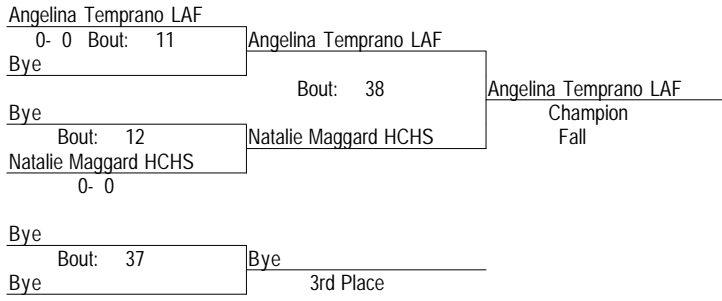 Angelina Temprano LAF
0- 0 Bout: 11
Bye
Angelina Temprano LAF
Bout: 38
Angelina Temprano LAF
Champion
Fall
Bye
Bout: 12
Natalie Maggard HCHS
Natalie Maggard HCHS
0- 0
Bye
Bout: 37
Bye
Bye
3rd Place